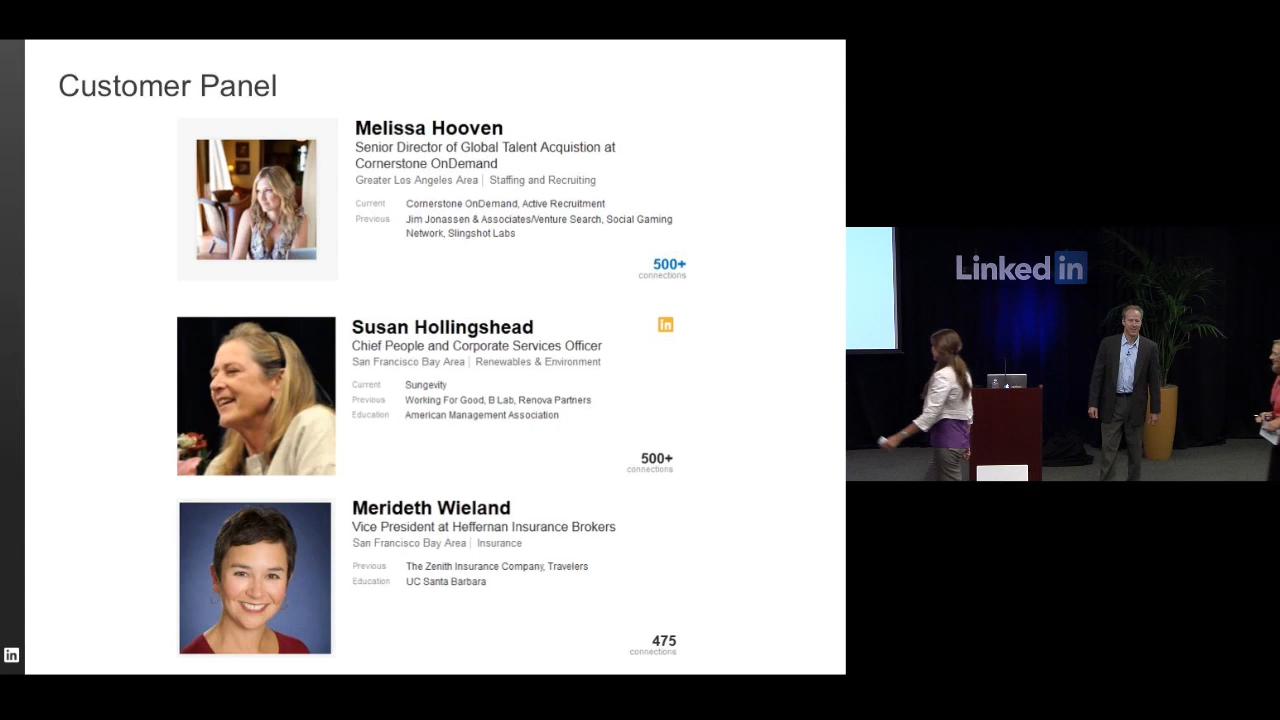 Customer Panel
Melissa Hooven
Senior Director of Global Talent Acquistion at
Cornerstone OnDemand
Greater Los Angeles Area | Staffing and Recruiting
Current Cornerstone OnDemand, Active Recruitment
Previous Jim Jonassen & Associates/Venture Search, Social Gaming
Network, Slingshot Labs
500+
connections
Susan Hollingshead
in
Chief People and Corporate Services Officer
San Francisco Bay Area | Renewables & Environment
Current Sungevity
Previous Working For Good, B Lab, Renova Partners
Education American Management Association
500+
connections
Merideth Wieland
Vice President at Heffernan Insurance Brokers
San Francisco Bay Area | Insurance
Previous The Zenith Insurance Company, Travelers
Education UC Santa Barbara
475
connections
in
Linked in